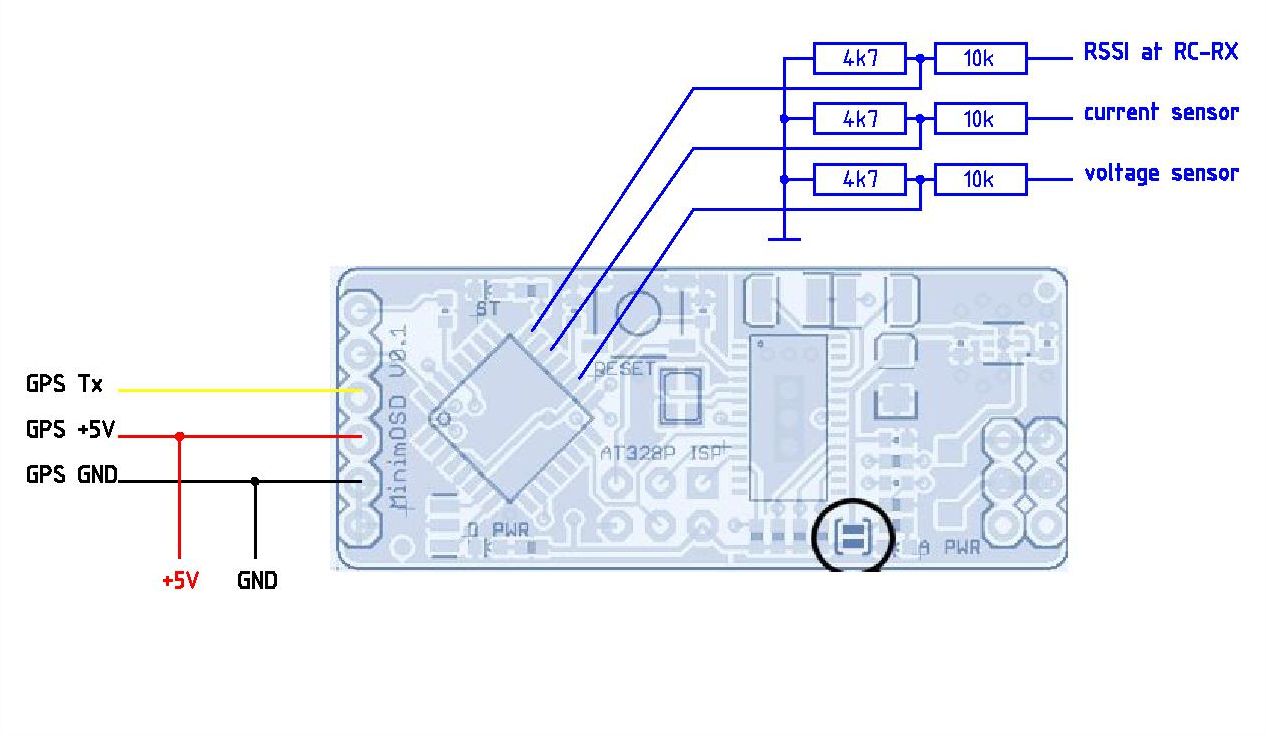 4k7 10k RSSI at RC-RX
4k7 10k current sensor
4k7 10k voltage sensor
ST
RESET
MinimOSD V0.1
GPS Tx
GPS +5V
GPS GND
AT328P ISP
D PWR
A PWR
+5V GND